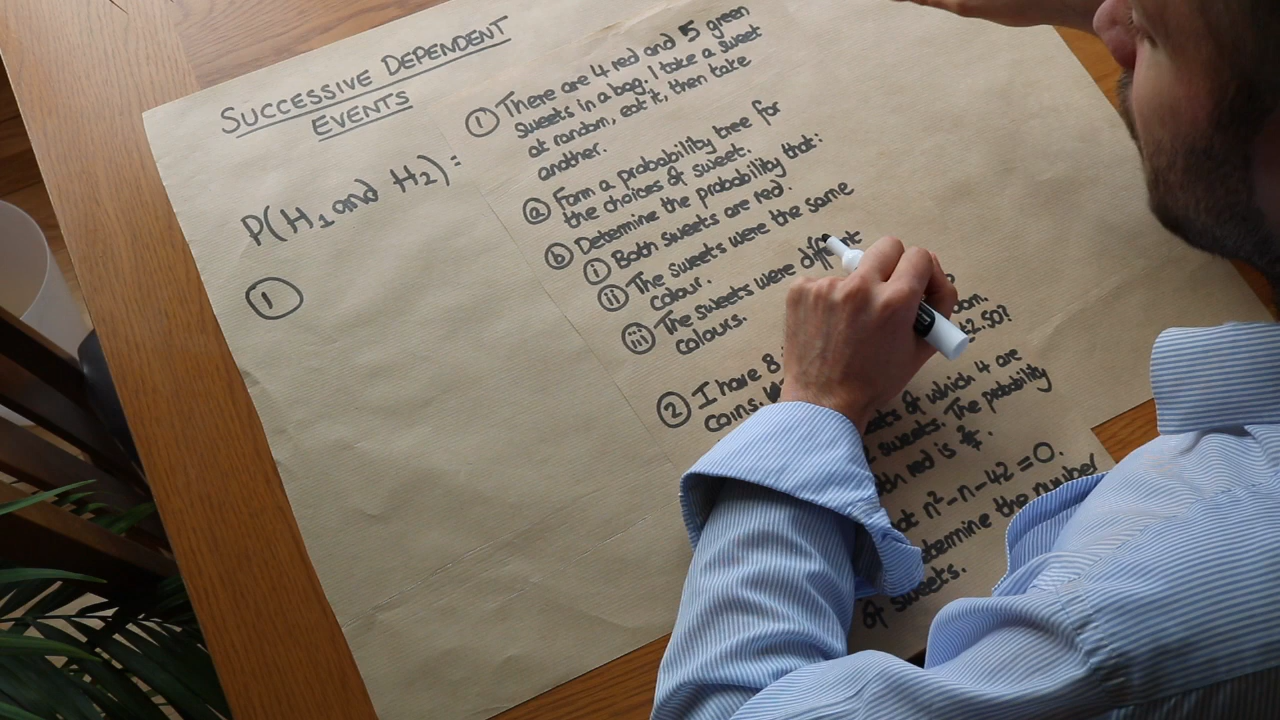 SUCCESSIVE DEPENDENT
EVENTS
P(H₁ and H₂) =
①
① There are 4 red and 5 green
sweets in a bag. I take a sweet
at random, eat it, then take
another.
ⓐ Form a probability tree for
the choices of sweet.
ⓑ Determine the probability that:
ⓘ Both sweets are red.
ⅱ The sweets were the same
colour.
ⅲ The sweets were different
colours.
② I have 8
coins.
£2.50?
of which 4 are
2 sweets. The probability
red is
n²-n-42=0.
determine the number
of sweets.